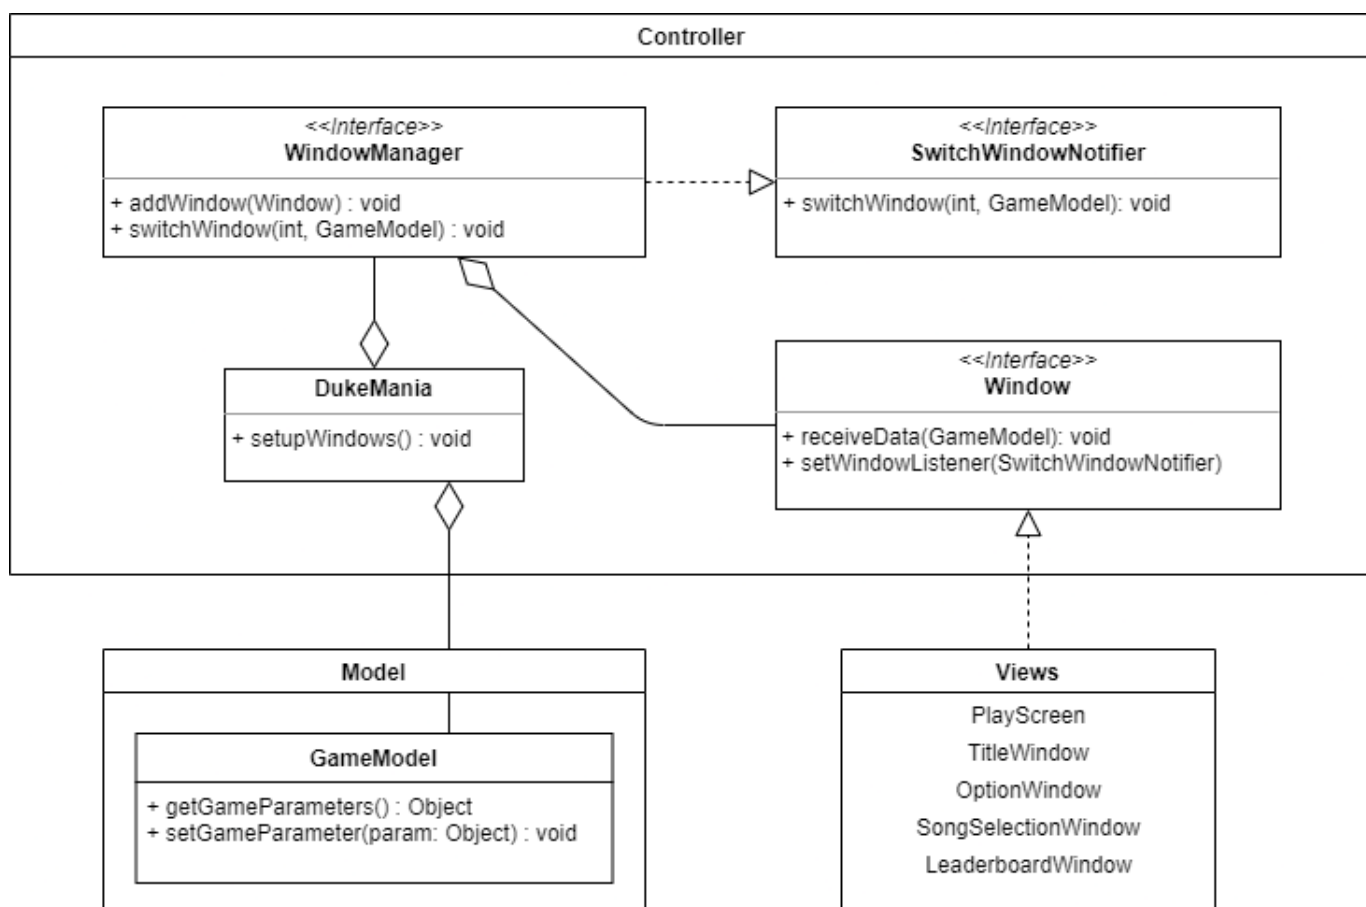 Controller
<<Interface>>
WindowManager
+ addWindow(Window) : void
+ switchWindow(int, GameModel) : void
<<Interface>>
SwitchWindowNotifier
+ switchWindow(int, GameModel): void
DukeMania
+ setupWindows() : void
<<Interface>>
Window
+ receiveData(GameModel): void
+ setWindowListener(SwitchWindowNotifier)
Model
GameModel
+ getGameParameters() : Object
+ setGameParameter(param: Object) : void
Views
PlayScreen
TitleWindow
OptionWindow
SongSelectionWindow
LeaderboardWindow